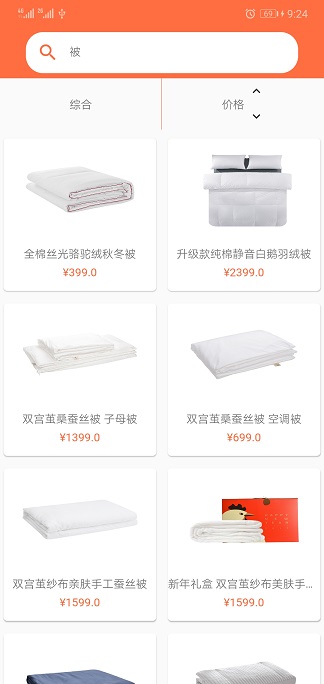 69 9:24
被
综合 价格
全棉丝光骆驼绒秋冬被 升级款纯棉静音白鹅羽绒被
¥399.0 ¥2399.0
双宫茧桑蚕丝被 子母被 双宫茧桑蚕丝被 空调被
¥1399.0 ¥699.0
双宫茧纱布亲肤手工蚕丝被 新年礼盒 双宫茧纱布美肤手...
¥1599.0 ¥1599.0